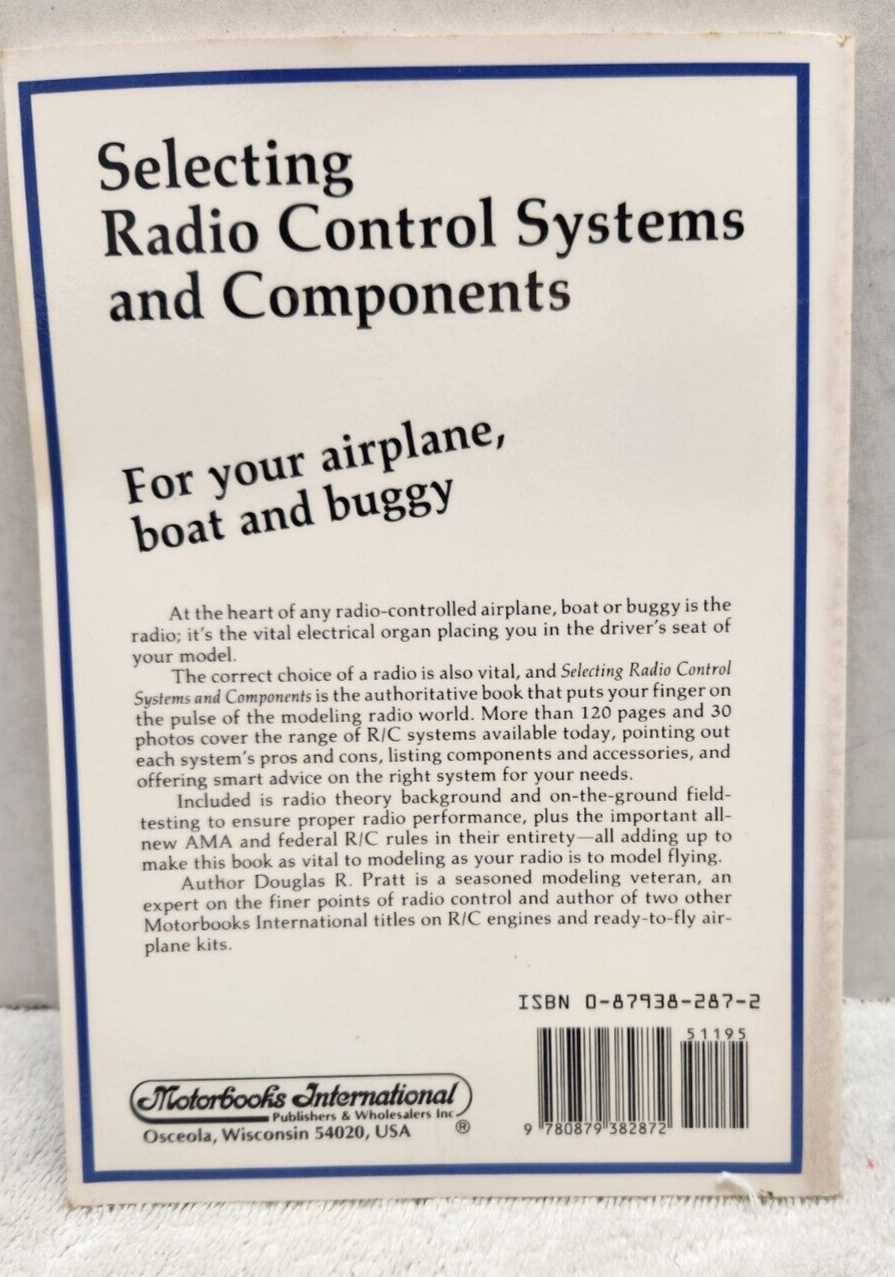 Selecting
Radio Control Systems
and Components
For your airplane,
boat and buggy
At the heart of any radio-controlled airplane, boat or buggy is the
radio; it's the vital electrical organ placing you in the driver's seat of
your model.
The correct choice of a radio is also vital, and Selecting Radio Control
Systems and Components is the authoritative book that puts your finger on
the pulse of the modeling radio world. More than 120 pages and 30
photos cover the range of R/C systems available today, pointing out
each system's pros and cons, listing components and accessories, and
offering smart advice on the right system for your needs.
Included is radio theory background and on-the-ground field-
testing to ensure proper radio performance, plus the important all-
new AMA and federal R/C rules in their entirety—all adding up to
make this book as vital to modeling as your radio is to model flying.
Author Douglas R. Pratt is a seasoned modeling veteran, an
expert on the finer points of radio control and author of two other
Motorbooks International titles on R/C engines and ready-to-fly air-
plane kits.
ISBN 0-87938-287-2
51195
9 780879 382872
Motorbooks International
Publishers & Wholesalers Inc
Osceola, Wisconsin 54020, USA ®